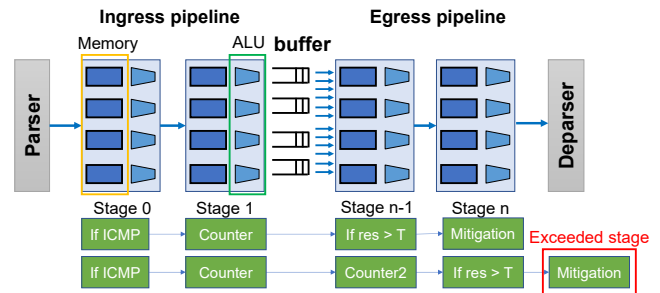 Ingress pipeline
Egress pipeline
Memory
ALU
buffer
Parser
Deparser
Stage 0
Stage 1
Stage n-1
Stage n
If ICMP
Counter
If res > T
Mitigation
Exceeded stage
If ICMP
Counter
Counter2
If res > T
Mitigation